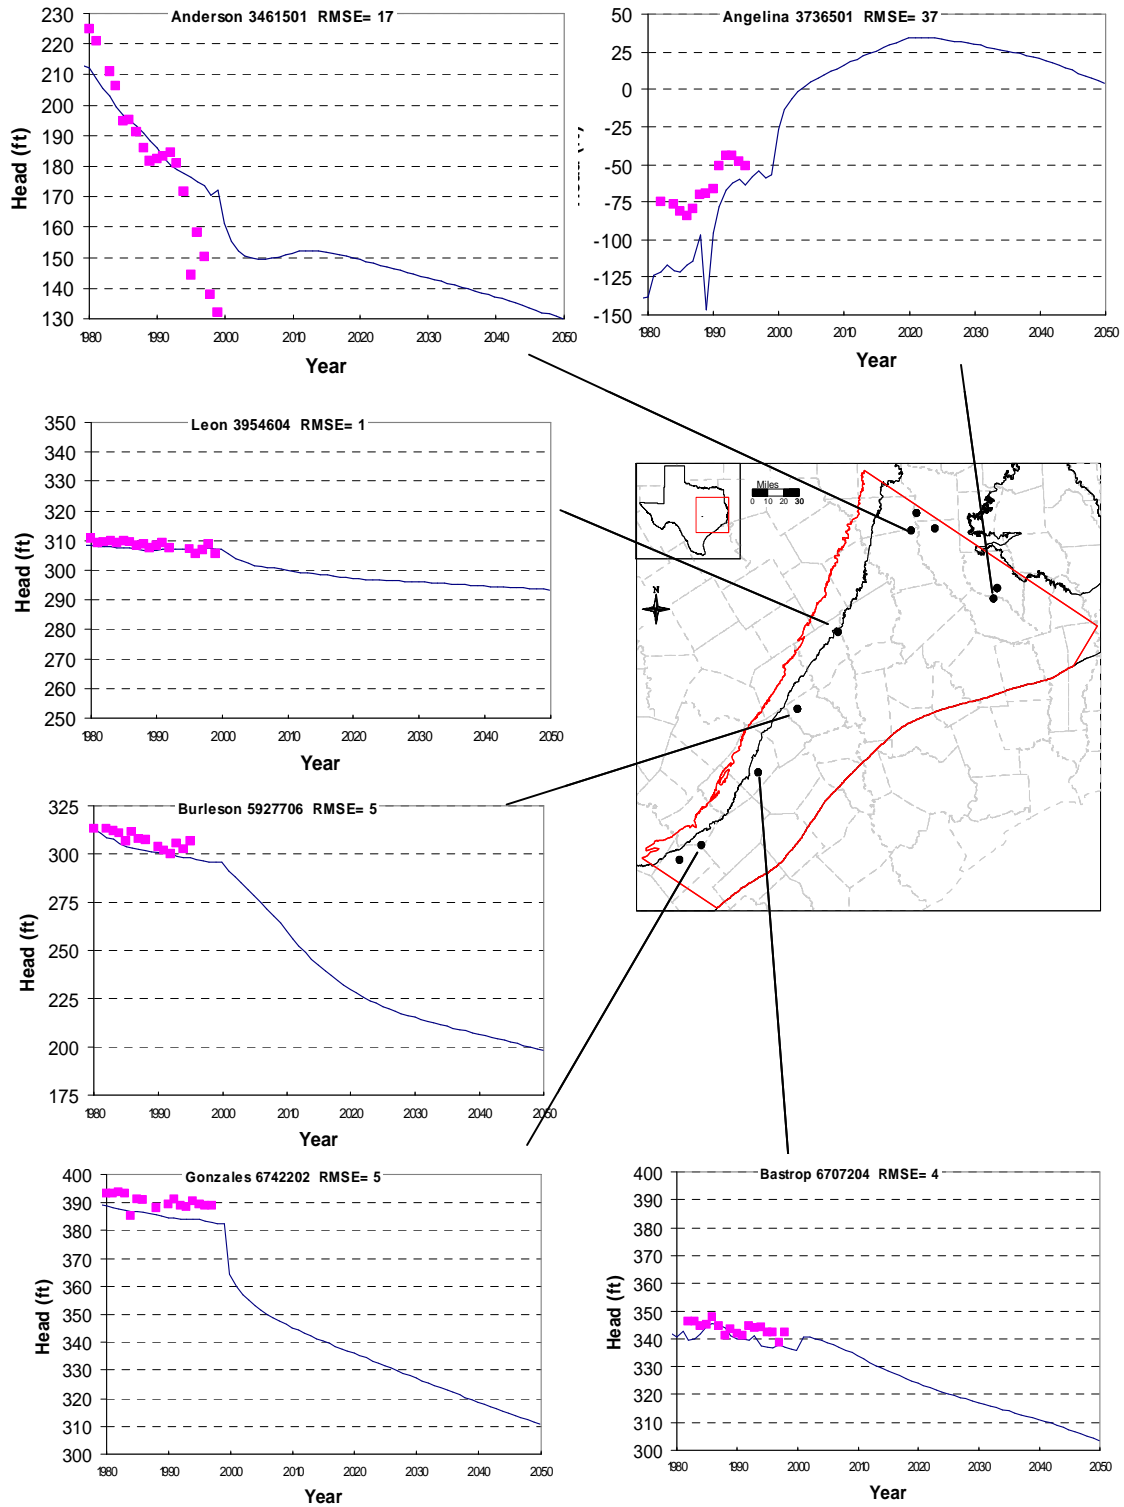 Anderson 3461501 RMSE= 17
230
220
210
200
190
180
170
160
150
140
130
Head (ft)
1980 1990 2000 2010 2020 2030 2040 2050
Year
Angelina 3736501 RMSE= 37
50
25
0
-25
-50
-75
-100
-125
-150
1980 1990 2000 2010 2020 2030 2040 2050
Year
Leon 3954604 RMSE= 1
350
340
330
320
310
300
290
280
270
260
250
Head (ft)
1980 1990 2000 2010 2020 2030 2040 2050
Year
Miles
0 10 20 30
N
Burleson 5927706 RMSE= 5
325
300
275
250
225
200
175
Head (ft)
1980 1990 2000 2010 2020 2030 2040 2050
Year
Gonzales 6742202 RMSE= 5
400
390
380
370
360
350
340
330
320
310
300
Head (ft)
1980 1990 2000 2010 2020 2030 2040 2050
Year
Bastrop 6707204 RMSE= 4
400
390
380
370
360
350
340
330
320
310
300
Head (ft)
1980 1990 2000 2010 2020 2030 2040 2050
Year